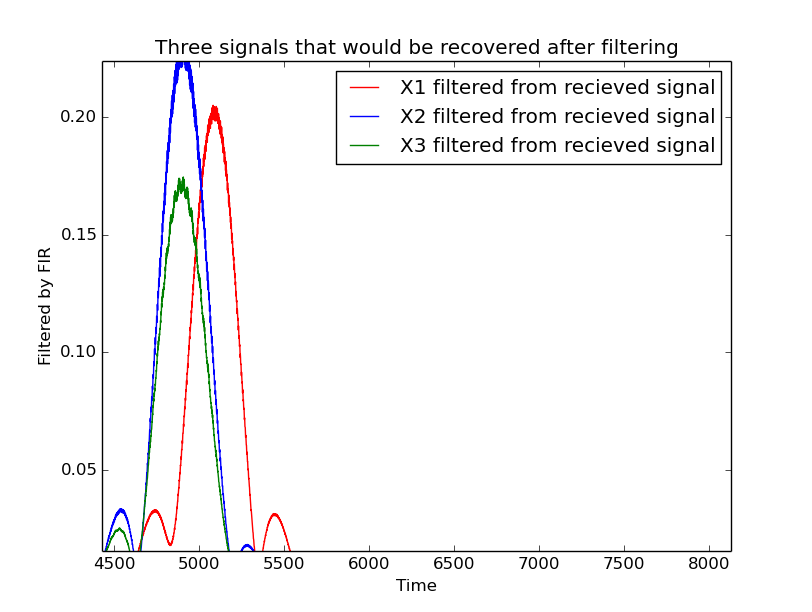 Three signals that would be recovered after filtering
X1 filtered from recieved signal
X2 filtered from recieved signal
X3 filtered from recieved signal
0.20
0.15
0.10
0.05
Filtered by FIR
4500 5000 5500 6000 6500 7000 7500 8000
Time